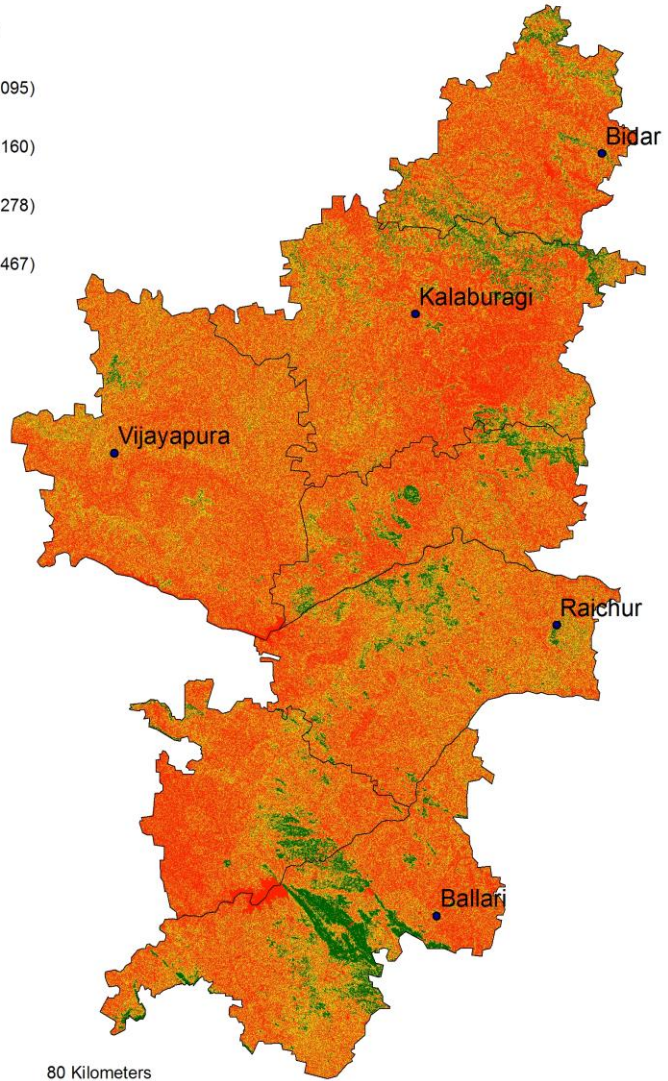 095)
160)
278)
467)
Bidar
Kalaburagi
Vijayapura
Raichur
Ballari
80 Kilometers